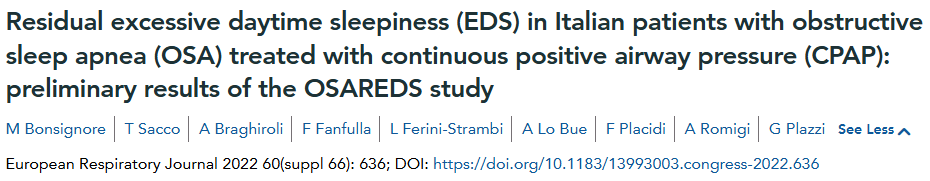 Residual excessive daytime sleepiness (EDS) in Italian patients with obstructive
sleep apnea (OSA) treated with continuous positive airway pressure (CPAP):
preliminary results of the OSAREDS study
M Bonsignore T Sacco A Braghiroli F Fanfulla L Ferini-Strambi A Lo Bue F Placidi A Romigi G Plazzi See Less
European Respiratory Journal 2022 60(suppl 66): 636; DOI: https://doi.org/10.1183/13993003.congress-2022.636